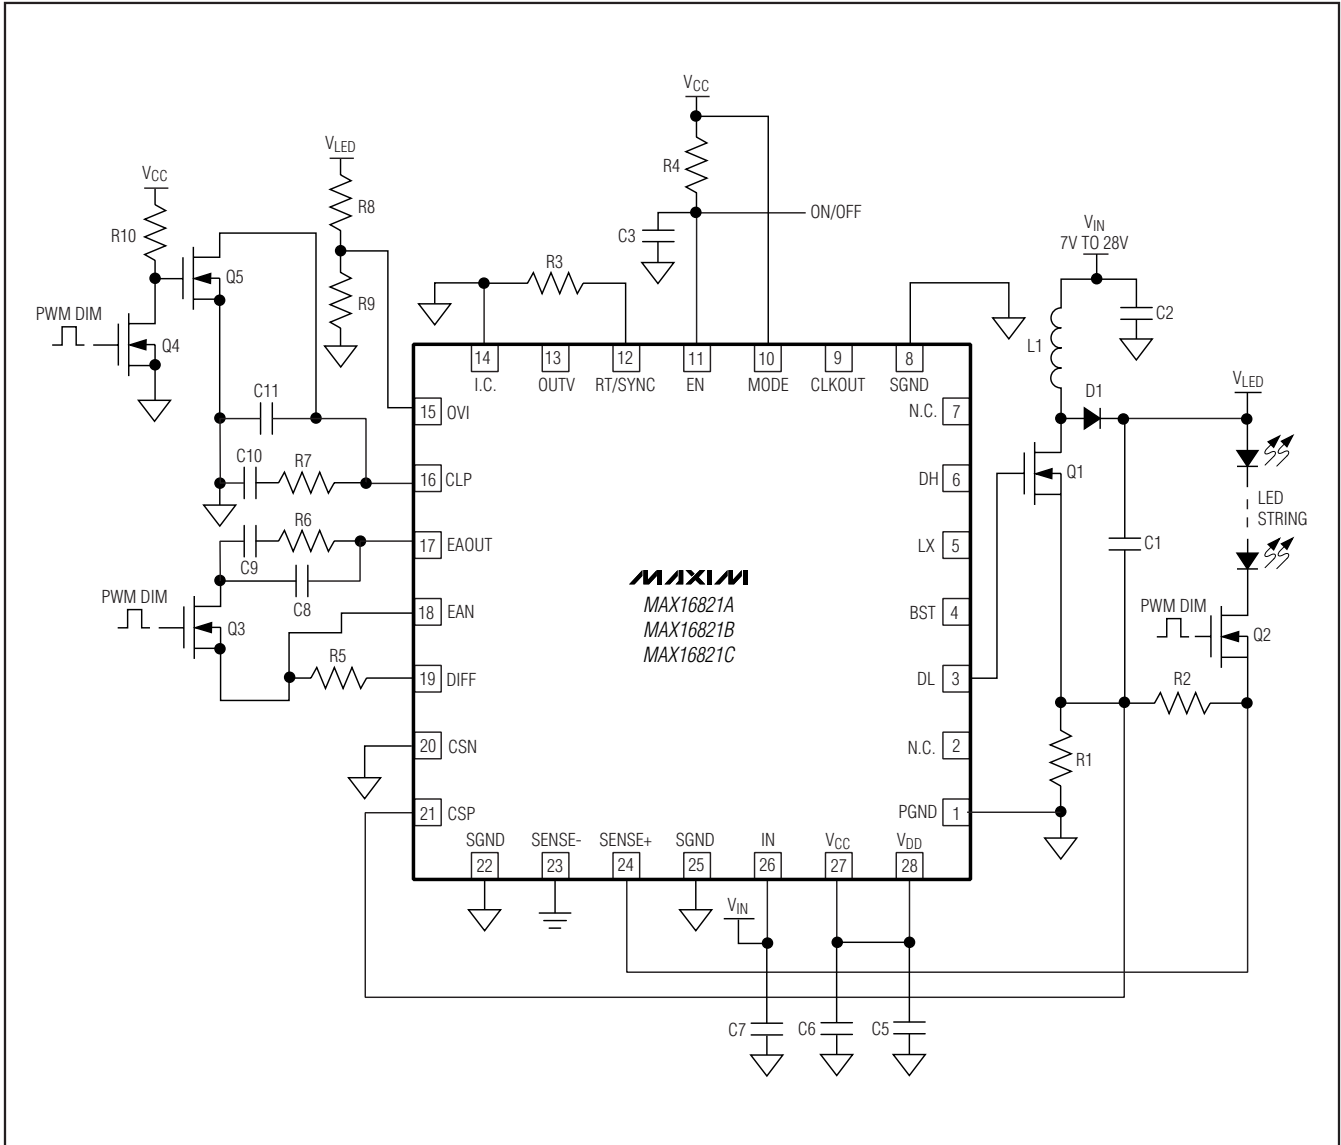 VCC
R4
C3
ON/OFF
VLED
R8
R9
VCC
R10
Q5
PWM DIM
Q4
R3
VIN
7V TO 28V
C2
L1
14
13
12
11
10
9
8
I.C.
OUTV
RT/SYNC
EN
MODE
CLKOUT
SGND
C11
C10
R7
R6
C9
C8
PWM DIM
Q3
R5
15 OVI
16 CLP
17 EAOUT
18 EAN
19 DIFF
20 CSN
21 CSP
MAXIM
MAX16821A
MAX16821B
MAX16821C
N.C. 7
DH 6
LX 5
BST 4
DL 3
N.C. 2
PGND 1
D1
VLED
Q1
LED
STRING
C1
PWM DIM
Q2
R2
R1
SGND
SENSE-
SENSE+
SGND
IN
VCC
VDD
22
23
24
25
26
27
28
VIN
C7
C6
C5